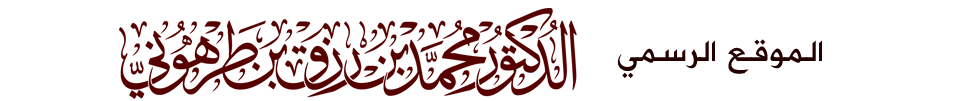 الموقع الرسمي
الدكتور محمد بن رزق بن طرهوني